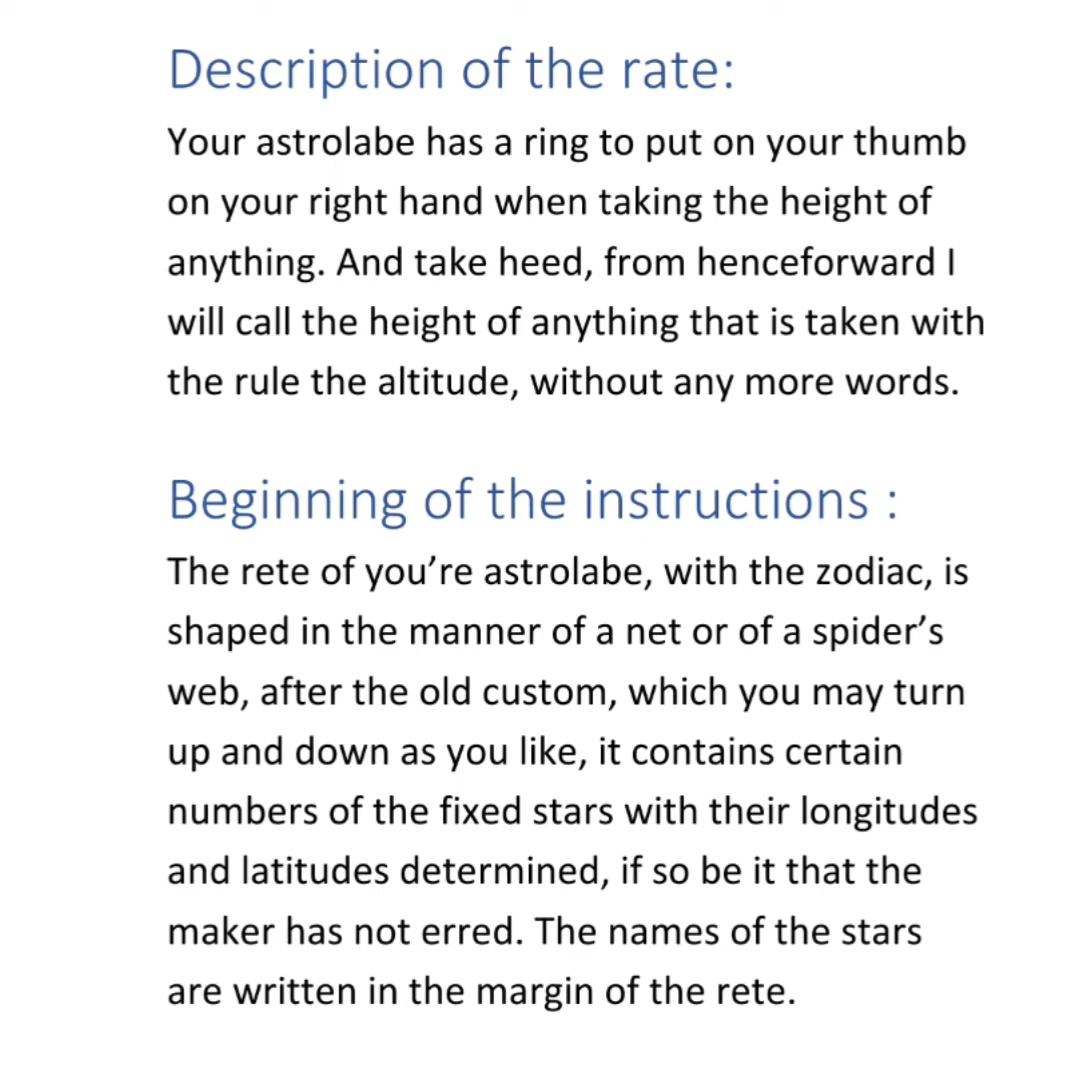 Description of the rate:
Your astrolabe has a ring to put on your thumb
on your right hand when taking the height of
anything. And take heed, from henceforward I
will call the height of anything that is taken with
the rule the altitude, without any more words.
Beginning of the instructions :
The rete of you’re astrolabe, with the zodiac, is
shaped in the manner of a net or of a spider’s
web, after the old custom, which you may turn
up and down as you like, it contains certain
numbers of the fixed stars with their longitudes
and latitudes determined, if so be it that the
maker has not erred. The names of the stars
are written in the margin of the rete.